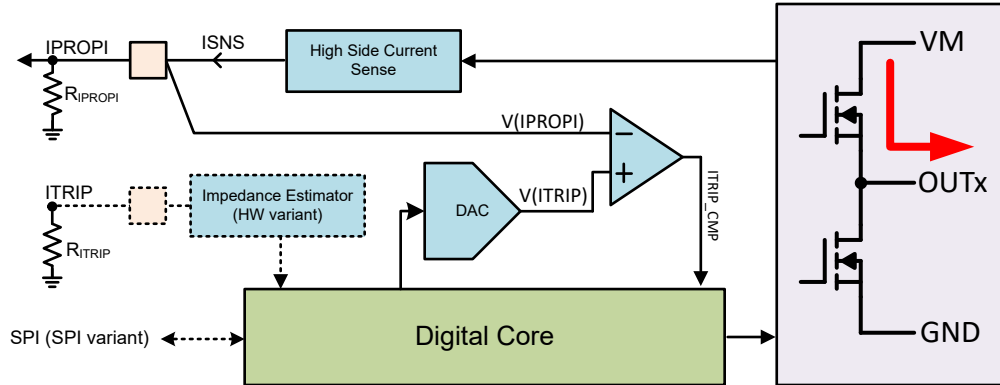 IPROPI
ISNS
High Side Current
Sense
VM
RIPROPI
V(IPROPI)
−
+
ITRIP
Impedance Estimator
(HW variant)
DAC
V(ITRIP)
ITRIP_CMP
OUTx
RITRIP
SPI (SPI variant)
Digital Core
GND